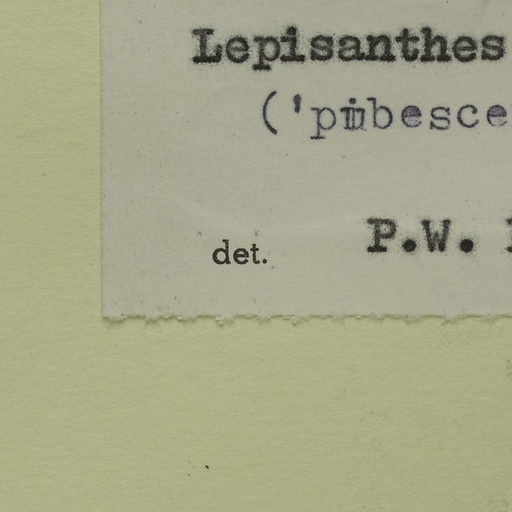 Lepisanthes
('pubesce
det. P.W.